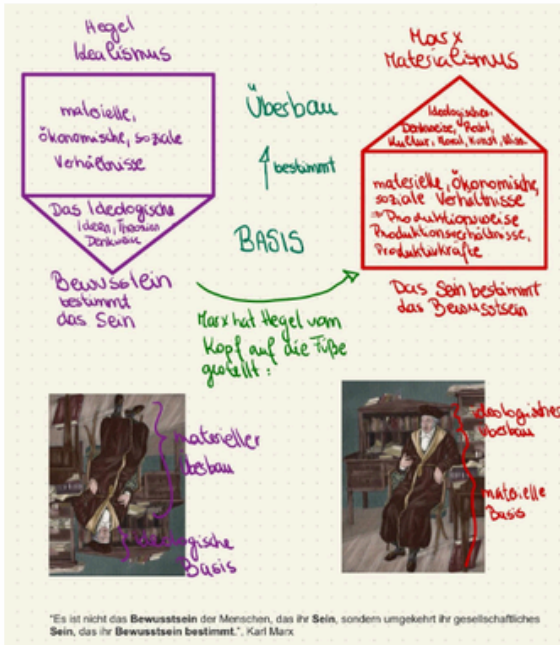 Hegel
Idealismus
materielle,
ökonomische, soziale
Verhältnisse
Das Ideologische
Ideen, Theorien
Denkweise
Bewusstein
bestimmt
das Sein
Überbau
bestimmt
BASIS
Marx
Materialismus
Ideologischen
Denkweise, Recht,
Kultur, Moral, Kunst, Wiss.
materielle, ökonomische,
soziale Verhältnisse
Produktionsweise
Produktionsverhältnisse,
Produktivkräfte
Das Sein bestimmt
das Bewusstsein
Marx hat Hegel vom
Kopf auf die Füße
gestellt:
materieller
Überbau
ideologische
Basis
ideologischer
Überbau
materielle
Basis
"Es ist nicht das Bewusstsein der Menschen, das ihr Sein, sondern umgekehrt ihr gesellschaftliches
Sein, das ihr Bewusstsein bestimmt.", Karl Marx